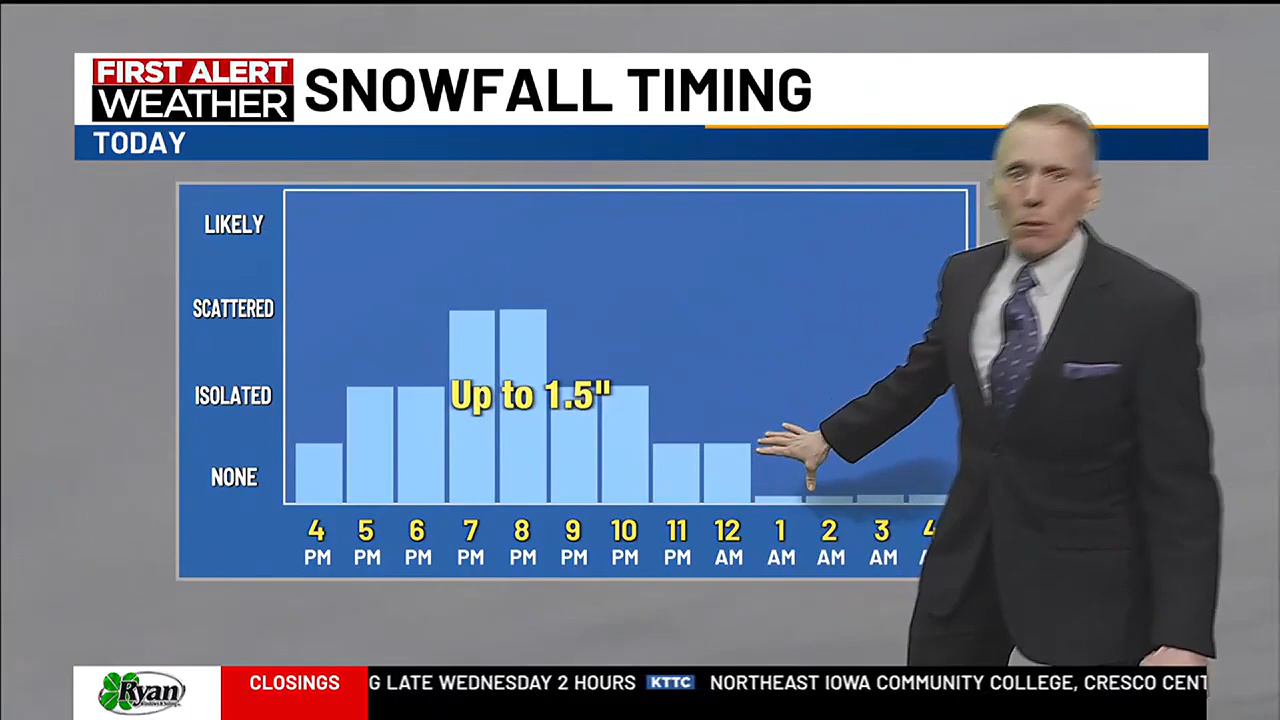 FIRST ALERT
WEATHER
SNOWFALL TIMING
TODAY
LIKELY
SCATTERED
ISOLATED
NONE
Up to 1.5"
4 5 6 7 8 9 10 11 12 1 2 3 4
PM PM PM PM PM PM PM PM AM AM AM AM
Ryan
CLOSINGS
G LATE WEDNESDAY 2 HOURS KTTC NORTHEAST IOWA COMMUNITY COLLEGE, CRESCO CENT